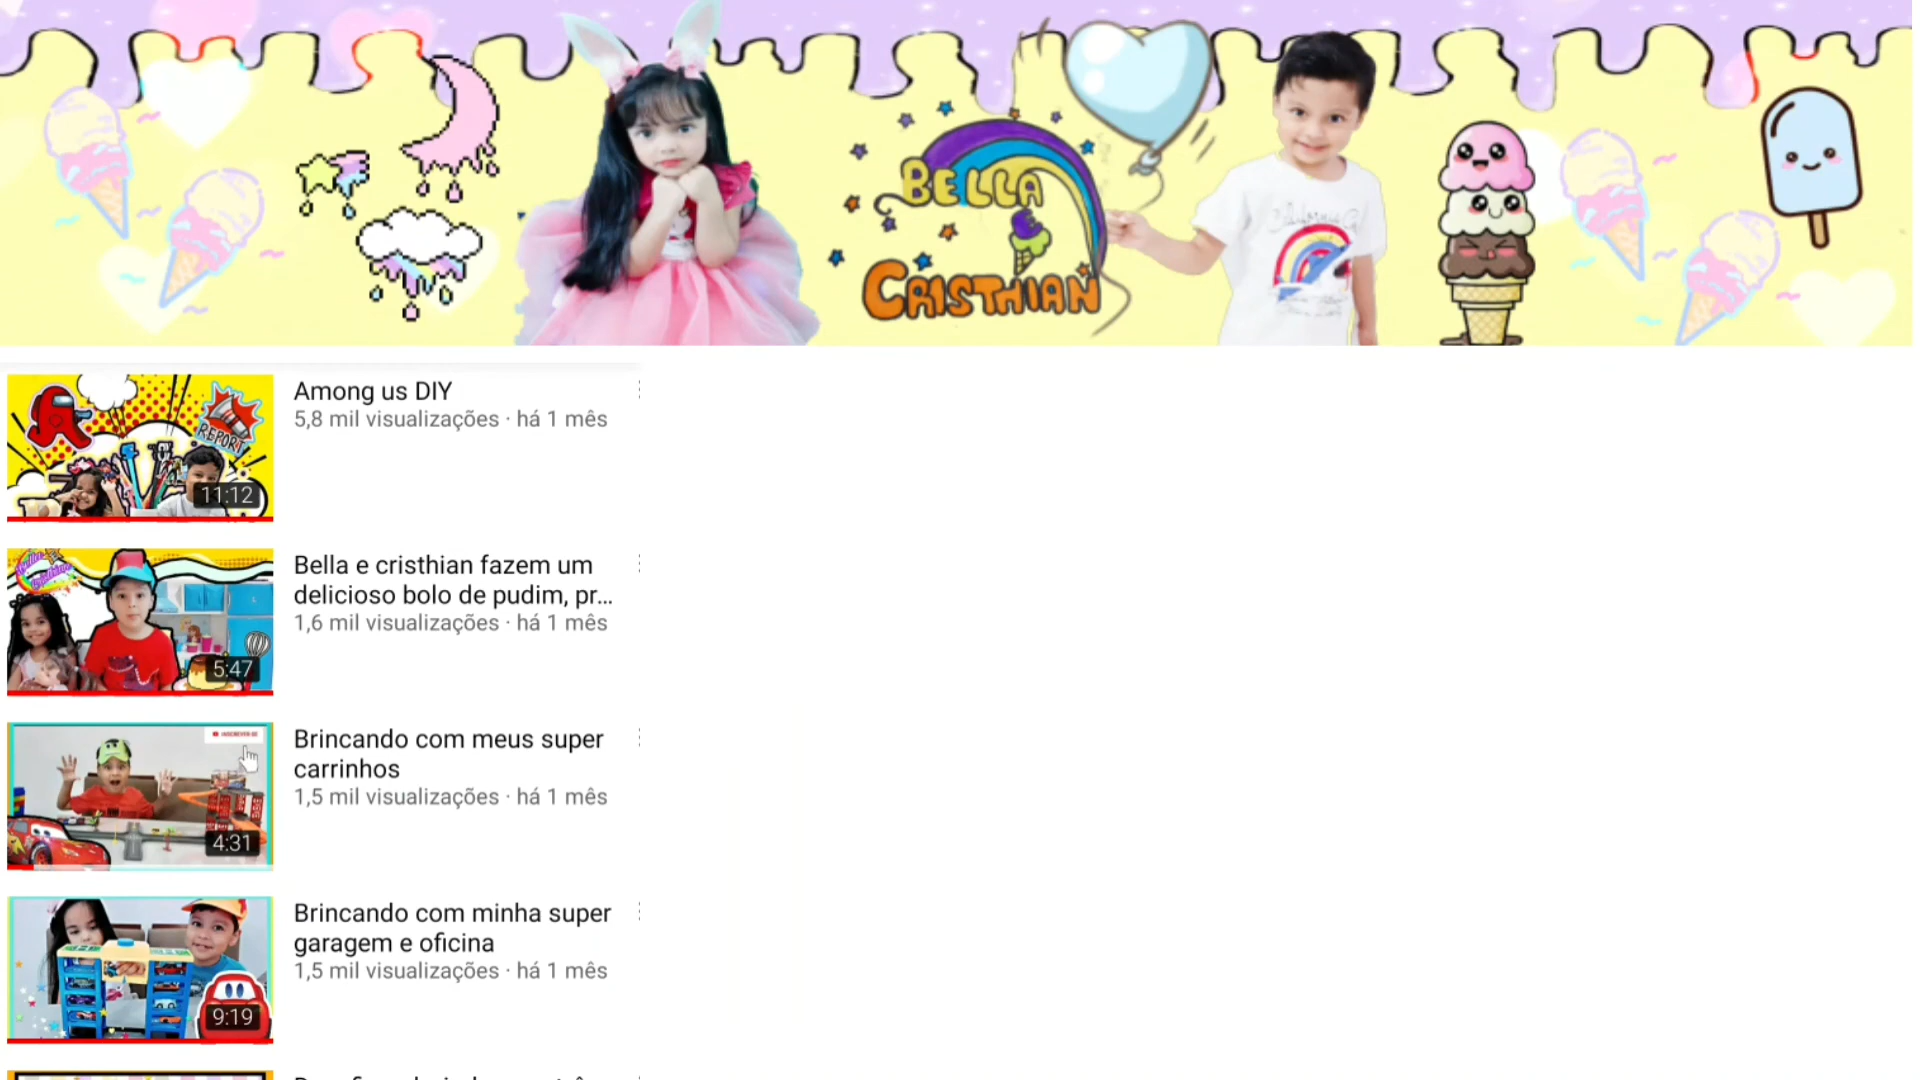 BELLA
E
CRISTHIAN
Among us DIY
5,8 mil visualizações · há 1 mês
REPORT
11:12
Bella e cristhian fazem um
delicioso bolo de pudim, pr...
1,6 mil visualizações · há 1 mês
5:47
Brincando com meus super
carrinhos
1,5 mil visualizações · há 1 mês
INSCREVER-SE
4:31
Brincando com minha super
garagem e oficina
1,5 mil visualizações · há 1 mês
9:19